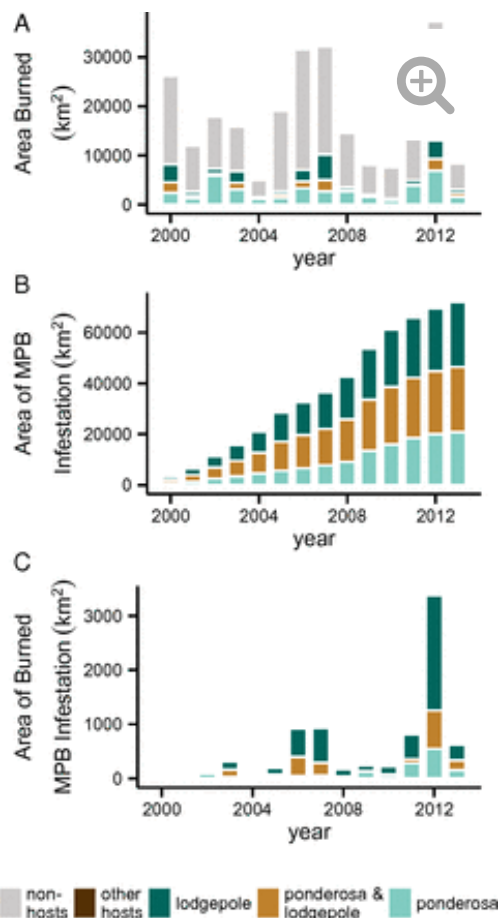 A
Area Burned
(km²)
30000
20000
10000
0
2000
2004
2008
2012
year
B
Area of MPB
Infestation (km²)
60000
40000
20000
0
2000
2004
2008
2012
year
C
Area of Burned
MPB Infestation (km²)
3000
2000
1000
0
2000
2004
2008
2012
year
non-
hosts
other
hosts
lodgepole
ponderosa &
lodgepole
ponderosa